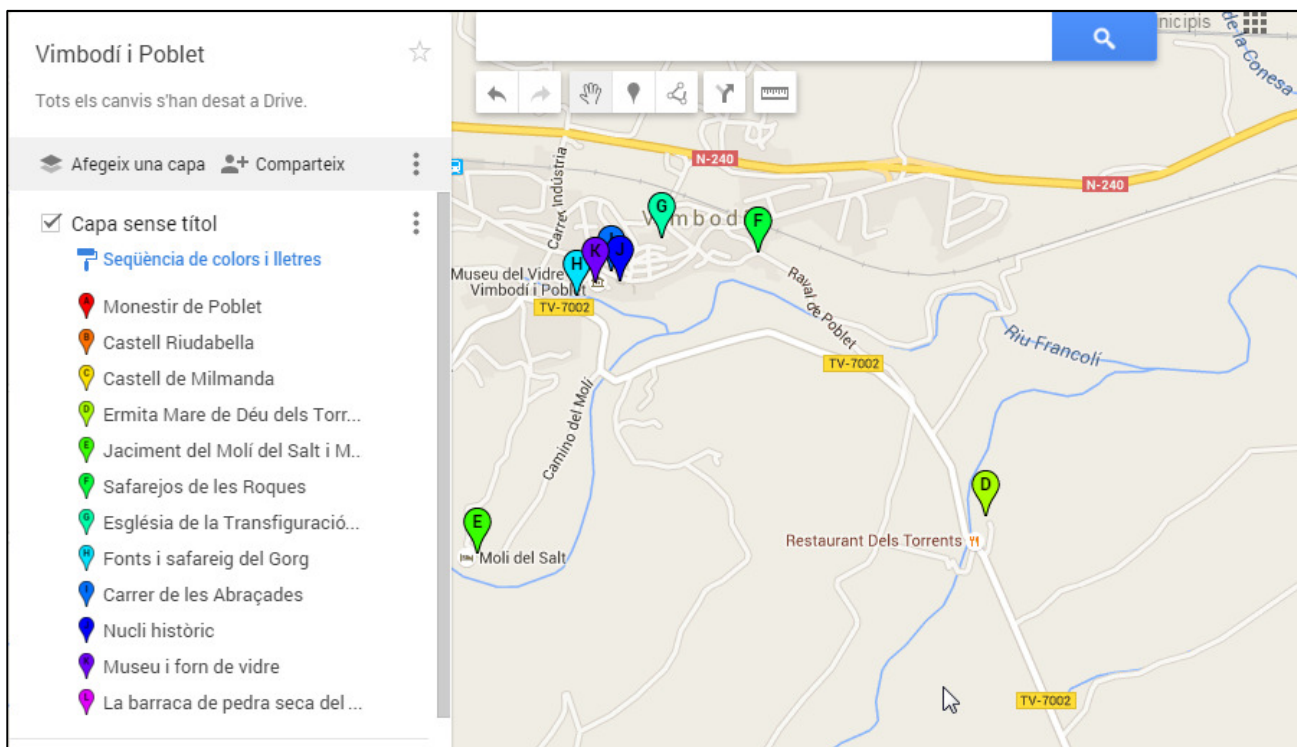 Vimbodí i Poblet
Tots els canvis s'han desat a Drive.
Afegeix una capa Comparteix
Capa sense títol
Seqüència de colors i lletres
A Monestir de Poblet
B Castell Riudabella
C Castell de Milmanda
D Ermita Mare de Déu dels Torr...
E Jaciment del Molí del Salt i M..
F Safarejos de les Roques
G Església de la Transfiguració...
H Fonts i safareig del Gorg
I Carrer de les Abraçades
J Nucli històric
K Museu i forn de vidre
L La barraca de pedra seca del ...
nicipis
de la Conesa
N-240
N-240
Carrer Indústria
Vimbodí
G
F
I
K
J
H
Museu del Vidre
Vimbodí i Poblet
TV-7002
Raval de Poblet
Riu Francolí
TV-7002
Camino del Molí
D
E
Moli del Salt
Restaurant Dels Torrents
TV-7002